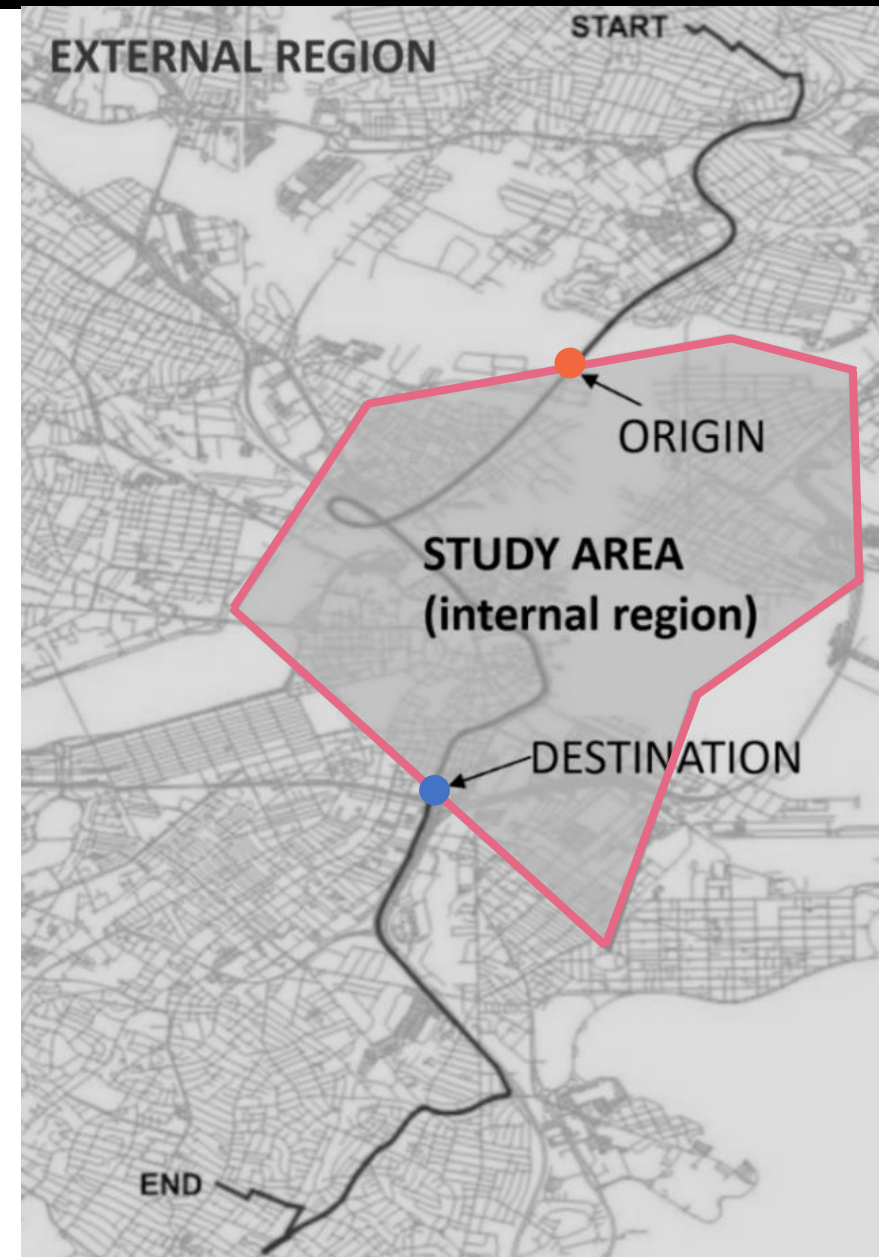 START
EXTERNAL REGION
ORIGIN
STUDY AREA
(internal region)
DESTINATION
END